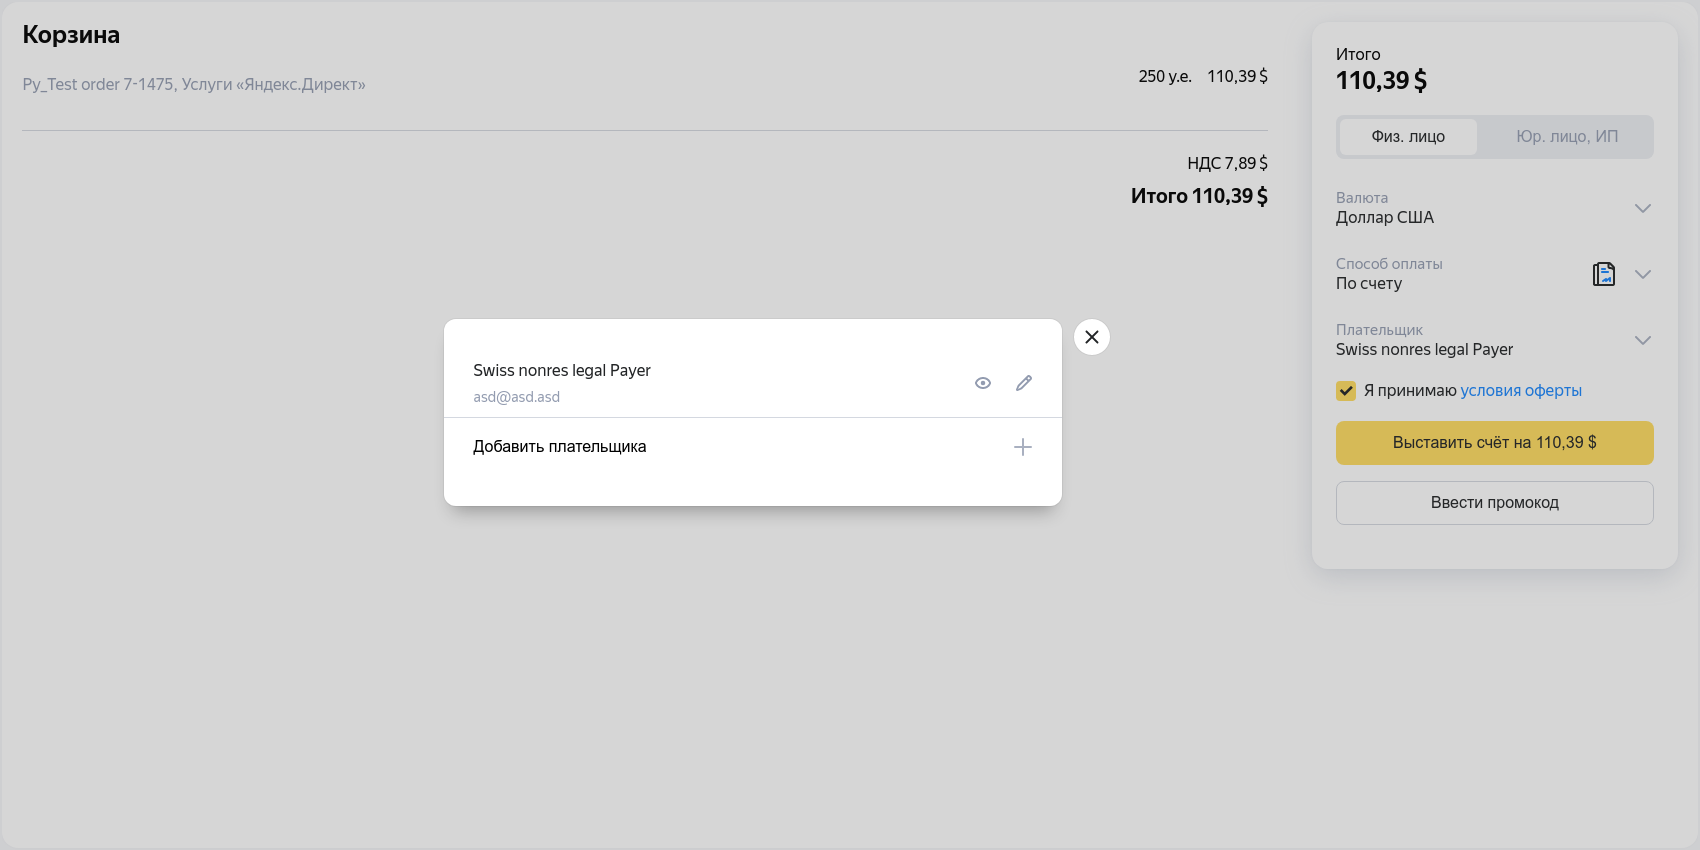 Корзина
Py_Test order 7-1475, Услуги «Яндекс.Директ»
250 у.е. 110,39 $
НДС 7,89 $
Итого 110,39 $
Swiss nonres legal Payer
asd@asd.asd
Добавить плательщика
Итого
110,39 $
Физ. лицо
Юр. лицо, ИП
Валюта
Доллар США
Способ оплаты
По счету
Плательщик
Swiss nonres legal Payer
Я принимаю условия оферты
Выставить счёт на 110,39 $
Ввести промокод